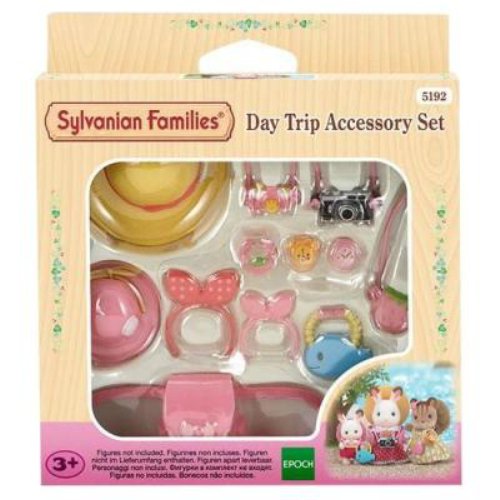 5192
Sylvanian Families®
Day Trip Accessory Set
3+
Figures not included. Figurines non incluses. Figuren
nicht im Lieferumfang enthalten. Figuren apart leverbaar.
Personaggi non inclusi. Фигурки в комплект не входят.
Figuras no incluidas. Bonecos não incluídos.
EPOCH